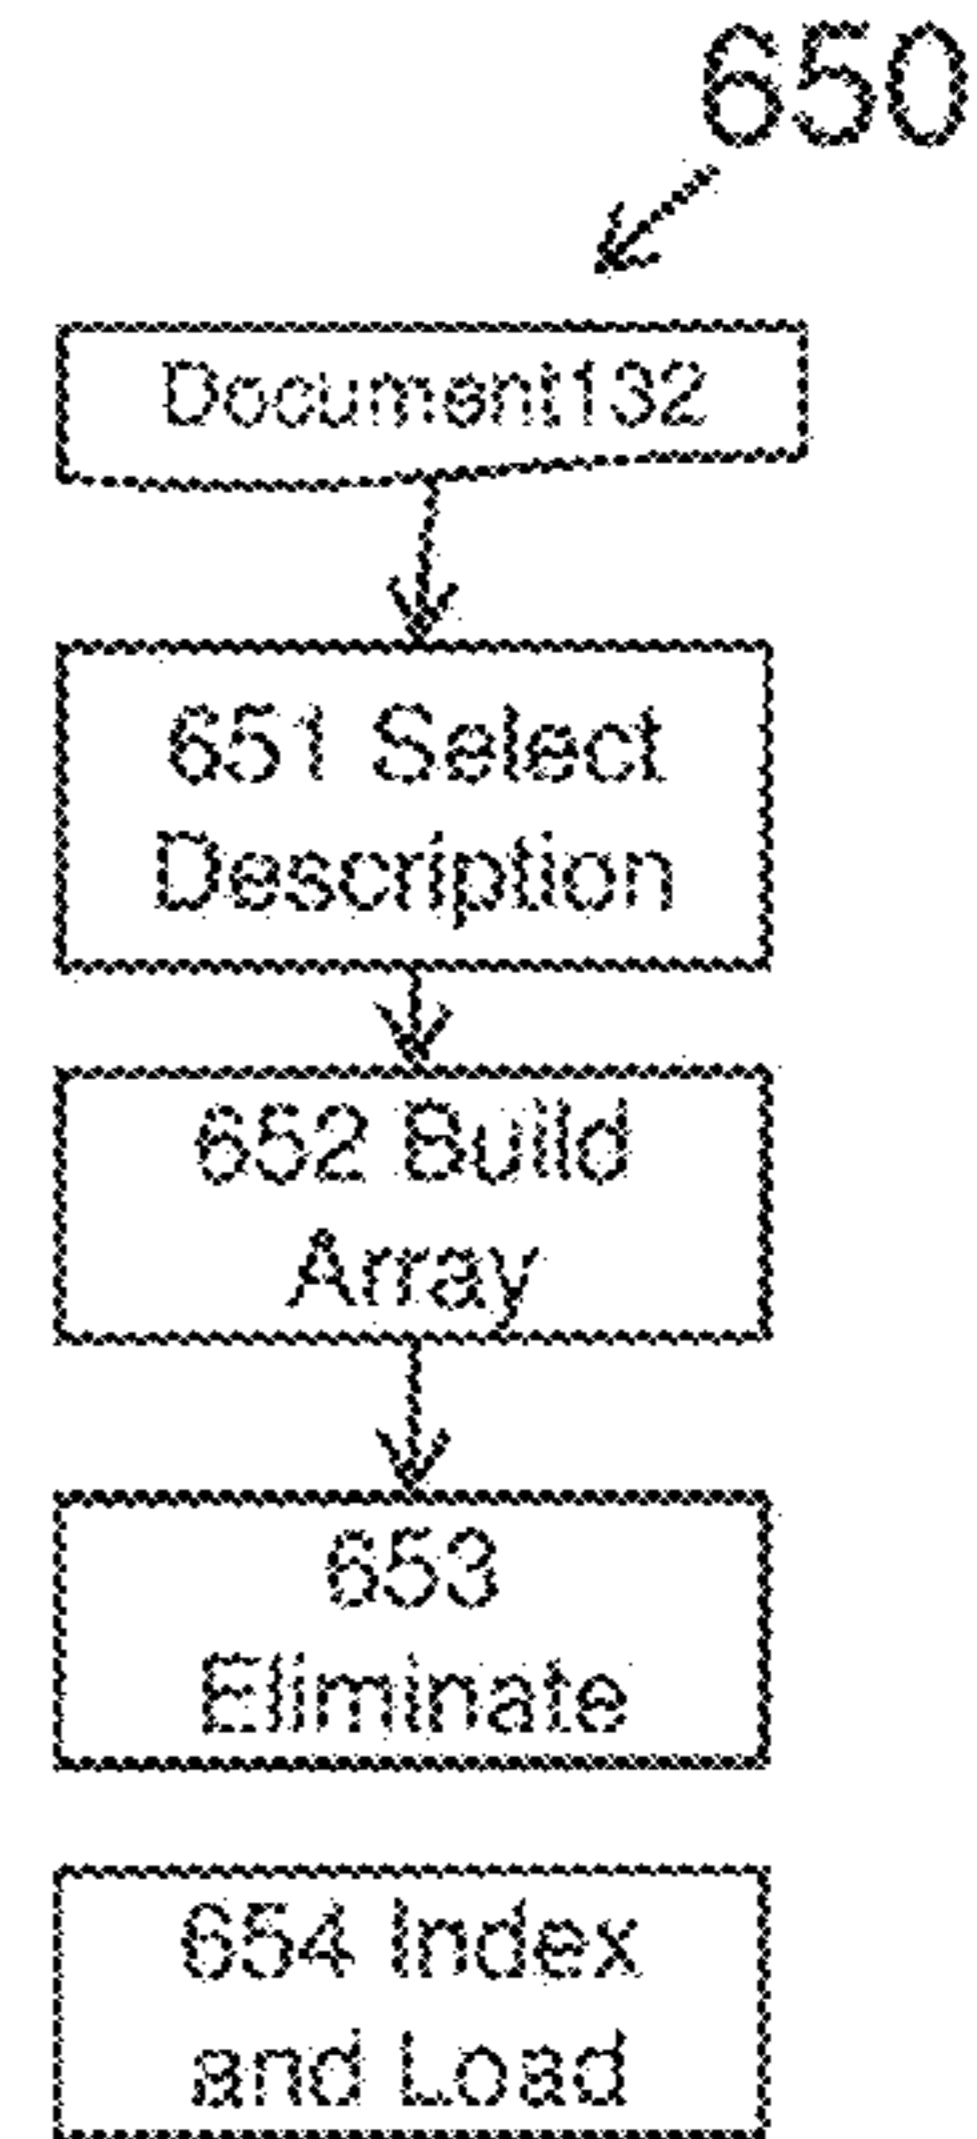 650
Document132
651 Select
Description
652 Build
Array
653
Eliminate
654 Index
and Load